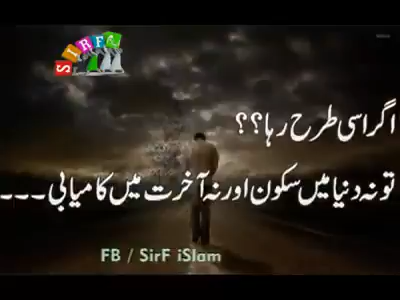 SIRF
اگر اسی طرح رہا؟؟
تو نہ دنیا میں سکون اور نہ آخرت میں کامیابی۔۔۔
FB / SirF iSlam